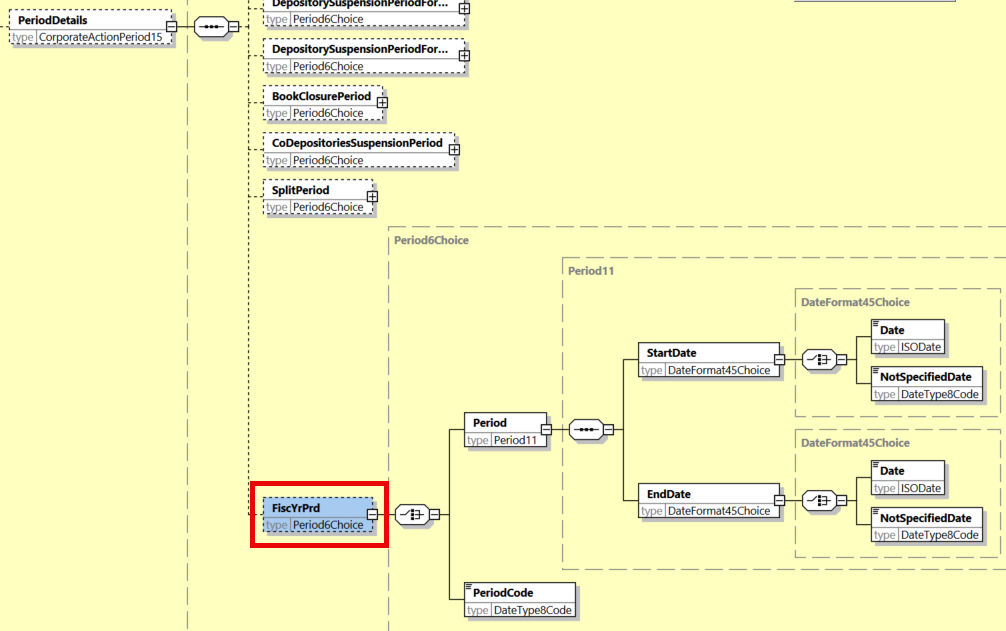 DepositorySuspensionPeriodFor...
type Period6Choice
PeriodDetails
type CorporateActionPeriod15
DepositorySuspensionPeriodFor...
type Period6Choice
BookClosurePeriod
type Period6Choice
CoDepositoriesSuspensionPeriod
type Period6Choice
SplitPeriod
type Period6Choice
Period6Choice
Period11
DateFormat45Choice
Date
type ISODate
StartDate
type DateFormat45Choice
NotSpecifiedDate
type DateType8Code
Period
type Period11
DateFormat45Choice
Date
type ISODate
EndDate
type DateFormat45Choice
NotSpecifiedDate
type DateType8Code
FiscYrPrd
type Period6Choice
PeriodCode
type DateType8Code